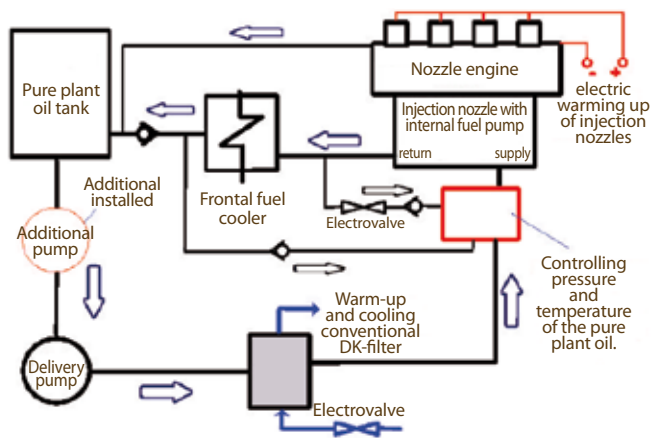 Pure plant
oil tank
Nozzle engine
- +
electric
warming up
of injection
nozzles
Injection nozzle with
internal fuel pump
return
supply
Frontal fuel
cooler
Additional
installed
Additional
pump
Electrovalve
Controlling
pressure
and
temperature
of the pure
plant oil.
Warm-up
and cooling
conventional
DK-filter
Delivery
pump
Electrovalve